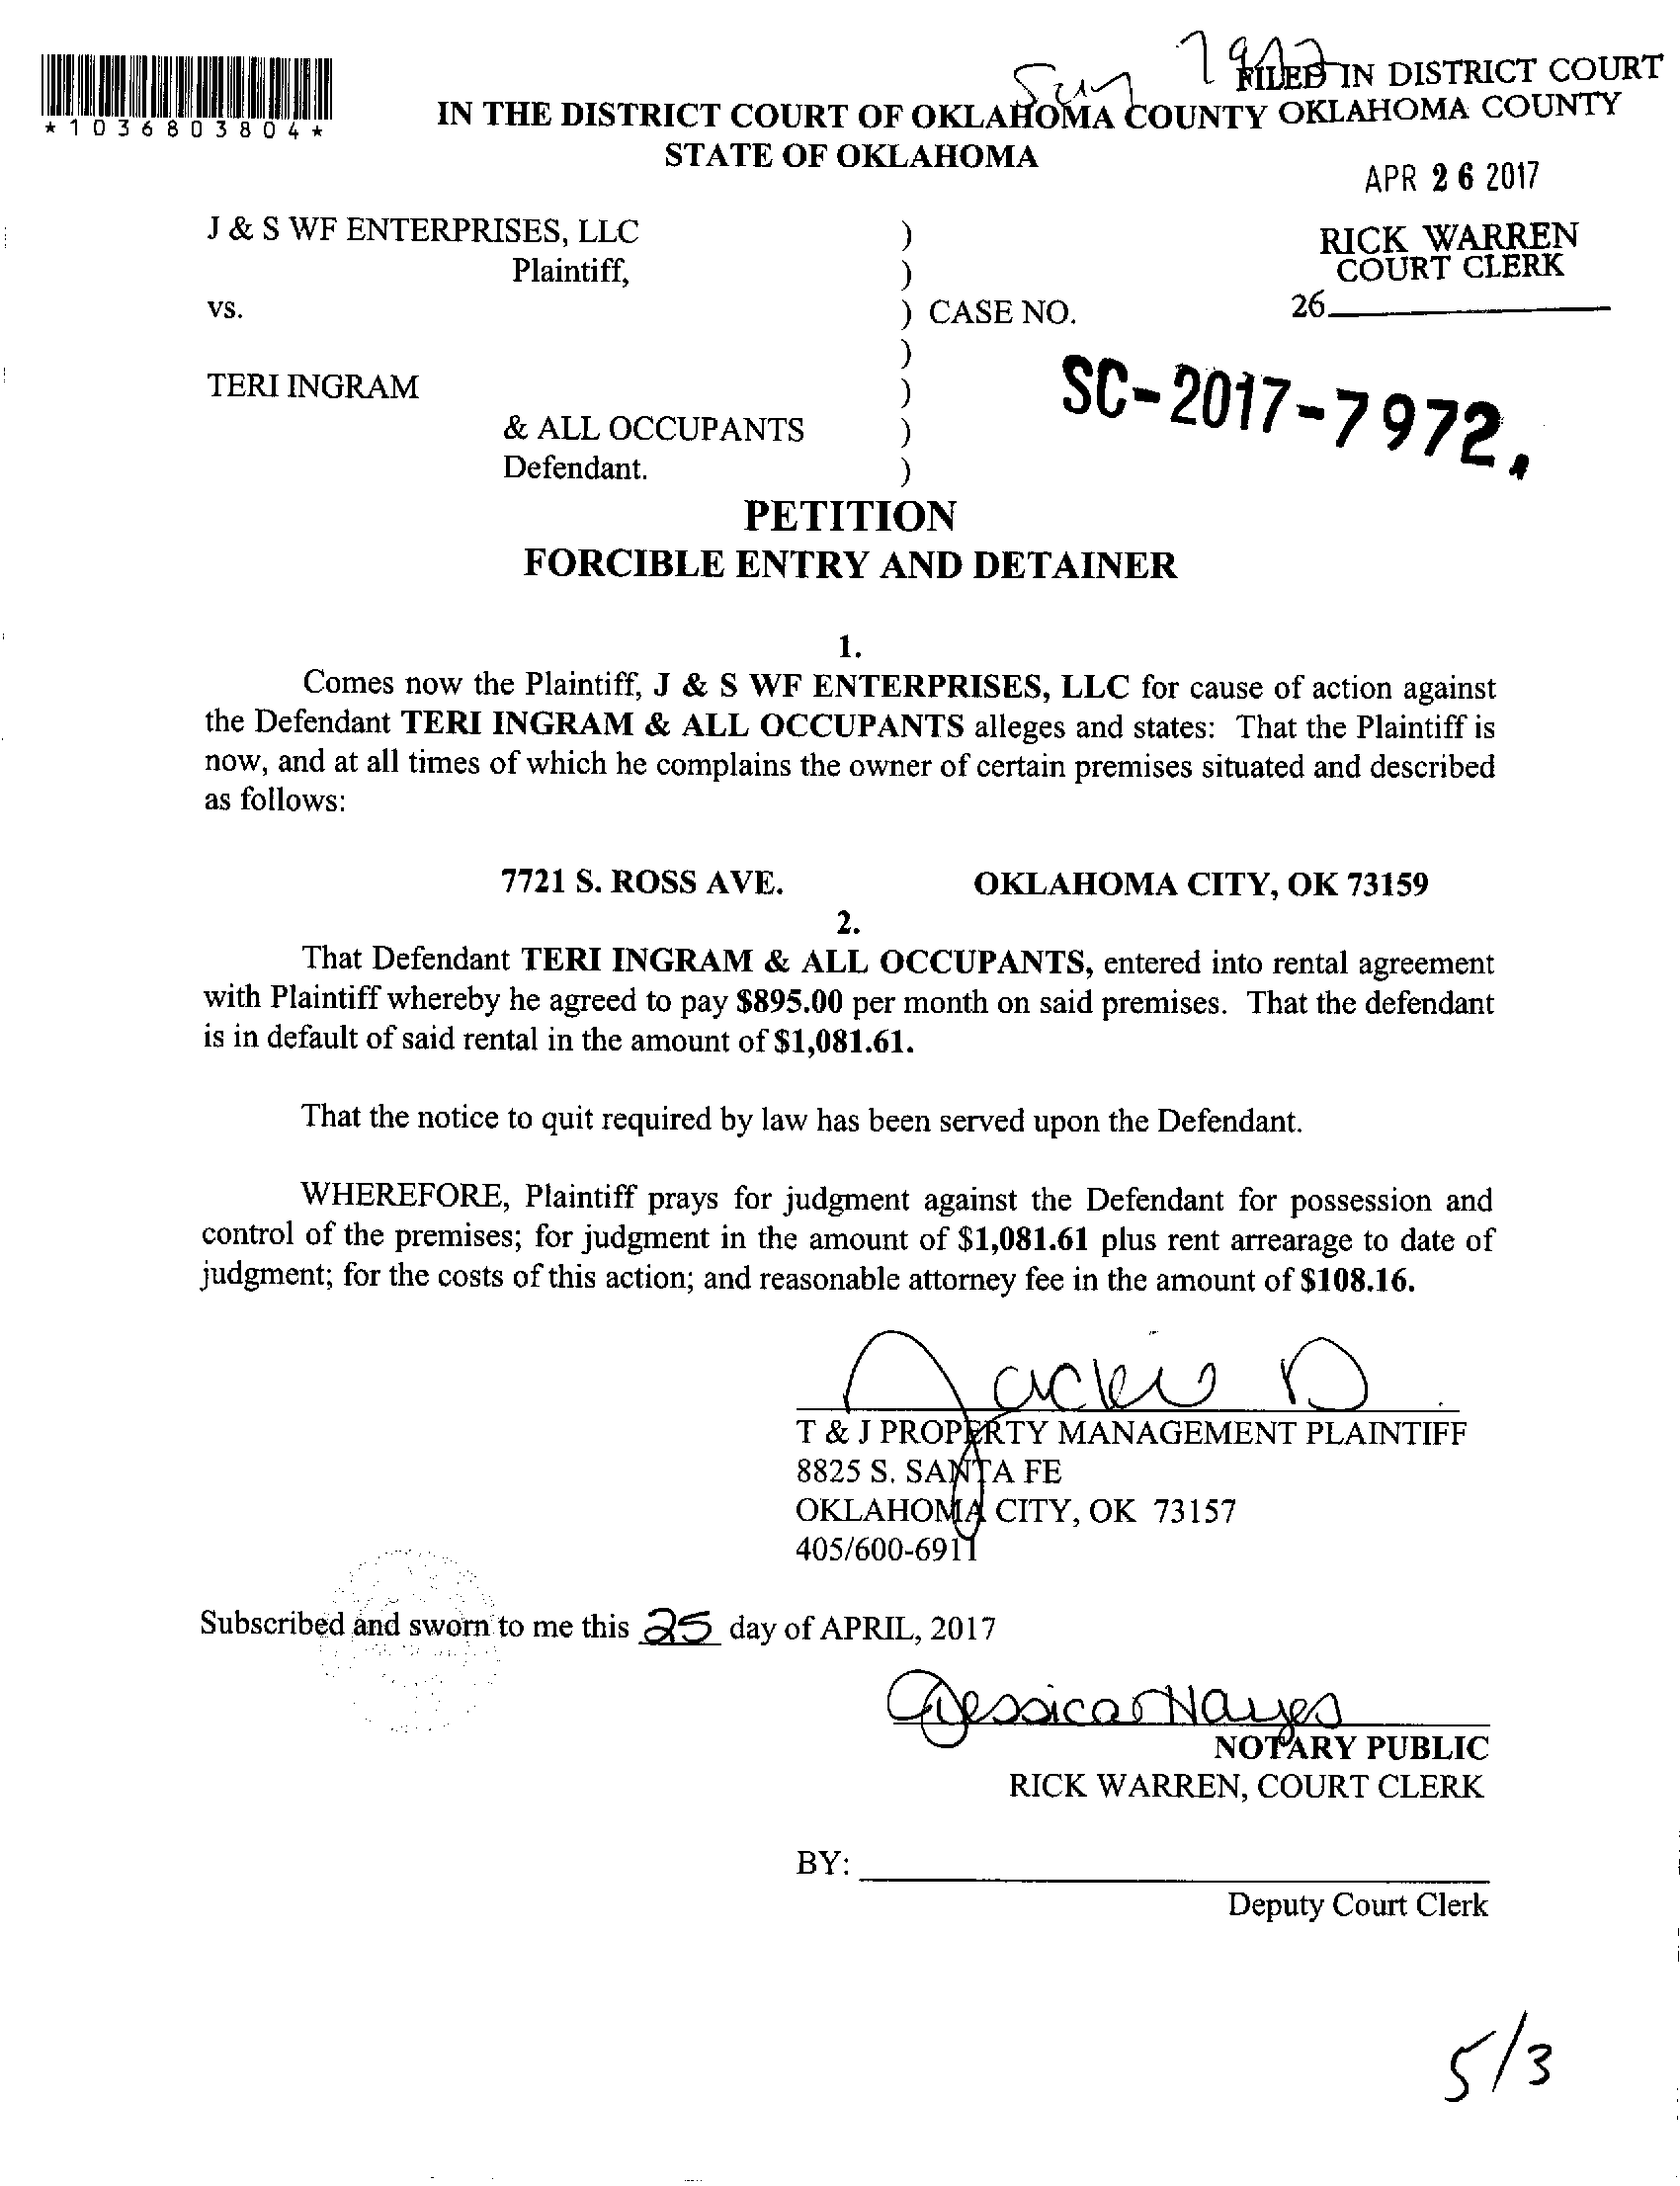 FILED IN DISTRICT COURT
OKLAHOMA COUNTY
*1036803804*
IN THE DISTRICT COURT OF OKLAHOMA COUNTY
STATE OF OKLAHOMA
APR 26 2017
RICK WARREN
COURT CLERK
26
J & S WF ENTERPRISES, LLC )
Plaintiff, )
vs. ) CASE NO.
)
TERI INGRAM )
& ALL OCCUPANTS )
Defendant. )
SC-2017-7972
PETITION
FORCIBLE ENTRY AND DETAINER
1.
Comes now the Plaintiff, J & S WF ENTERPRISES, LLC for cause of action against
the Defendant TERI INGRAM & ALL OCCUPANTS alleges and states: That the Plaintiff is
now, and at all times of which he complains the owner of certain premises situated and described
as follows:
7721 S. ROSS AVE. OKLAHOMA CITY, OK 73159
2.
That Defendant TERI INGRAM & ALL OCCUPANTS, entered into rental agreement
with Plaintiff whereby he agreed to pay $895.00 per month on said premises. That the defendant
is in default of said rental in the amount of $1,081.61.
That the notice to quit required by law has been served upon the Defendant.
WHEREFORE, Plaintiff prays for judgment against the Defendant for possession and
control of the premises; for judgment in the amount of $1,081.61 plus rent arrearage to date of
judgment; for the costs of this action; and reasonable attorney fee in the amount of $108.16.
Jackie D
T & J PROPERTY MANAGEMENT PLAINTIFF
8825 S. SANTA FE
OKLAHOMA CITY, OK 73157
405/600-6911
Subscribed and sworn to me this 25 day of APRIL, 2017
Jessica Hayes
NOTARY PUBLIC
RICK WARREN, COURT CLERK
BY:
Deputy Court Clerk
5/3